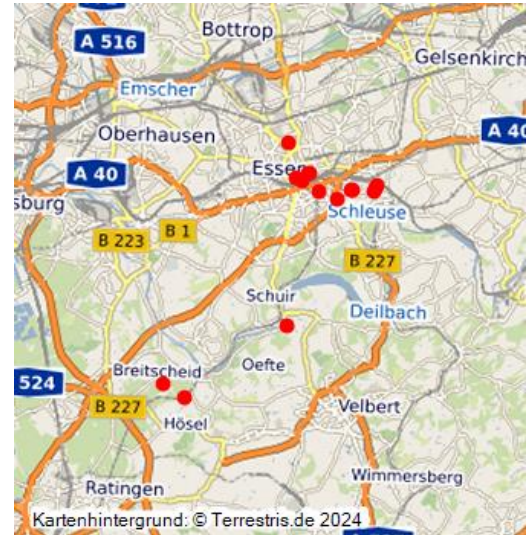 Bottrop
A 516
Gelsenkirch
Emscher
Oberhausen
A 40
Essen
A 40
sburg
Schleuse
B 223
B 1
B 227
Schuir
Deilbach
Breitscheid
Oefte
524
B 227
Velbert
Hösel
Wimmersberg
Ratingen
Kartenhintergrund: © Terrestris.de 2024